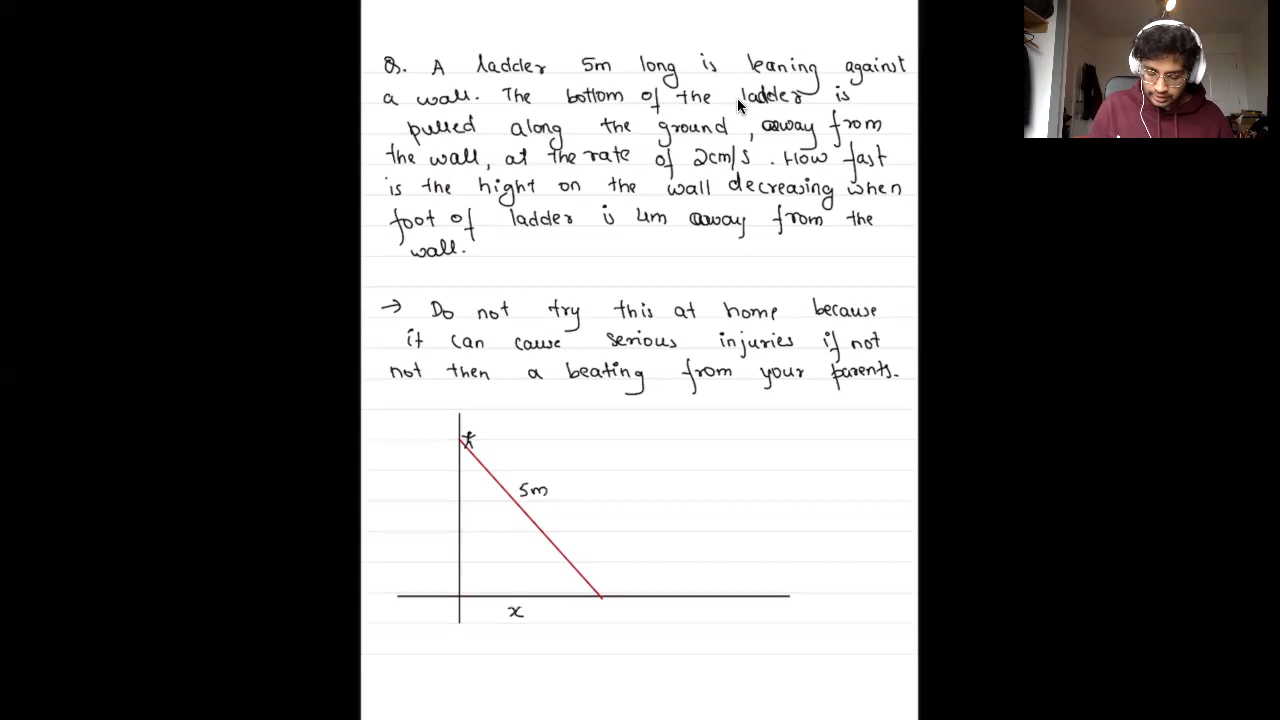 Q. A ladder 5m long is leaning against
a wall. The bottom of the ladder is
pulled along the ground, away from
the wall, at the rate of 2cm/s. How fast
is the hight on the wall decreasing when
foot of ladder is 4m away from the
wall.
→ Do not try this at home because
it can cause serious injuries if not
not then a beating from your parents.
5m
x